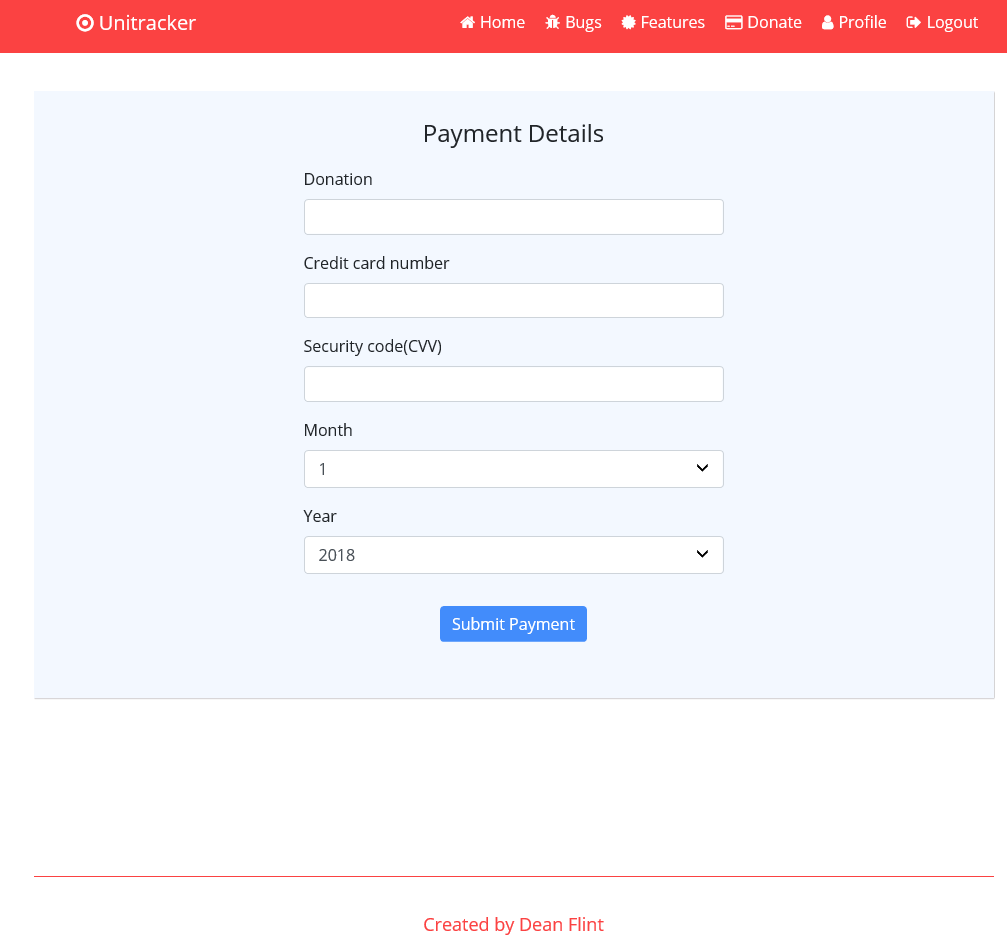 Unitracker Home Bugs Features Donate Profile Logout
Payment Details
Donation
Credit card number
Security code(CVV)
Month
1
Year
2018
Submit Payment
Created by Dean Flint